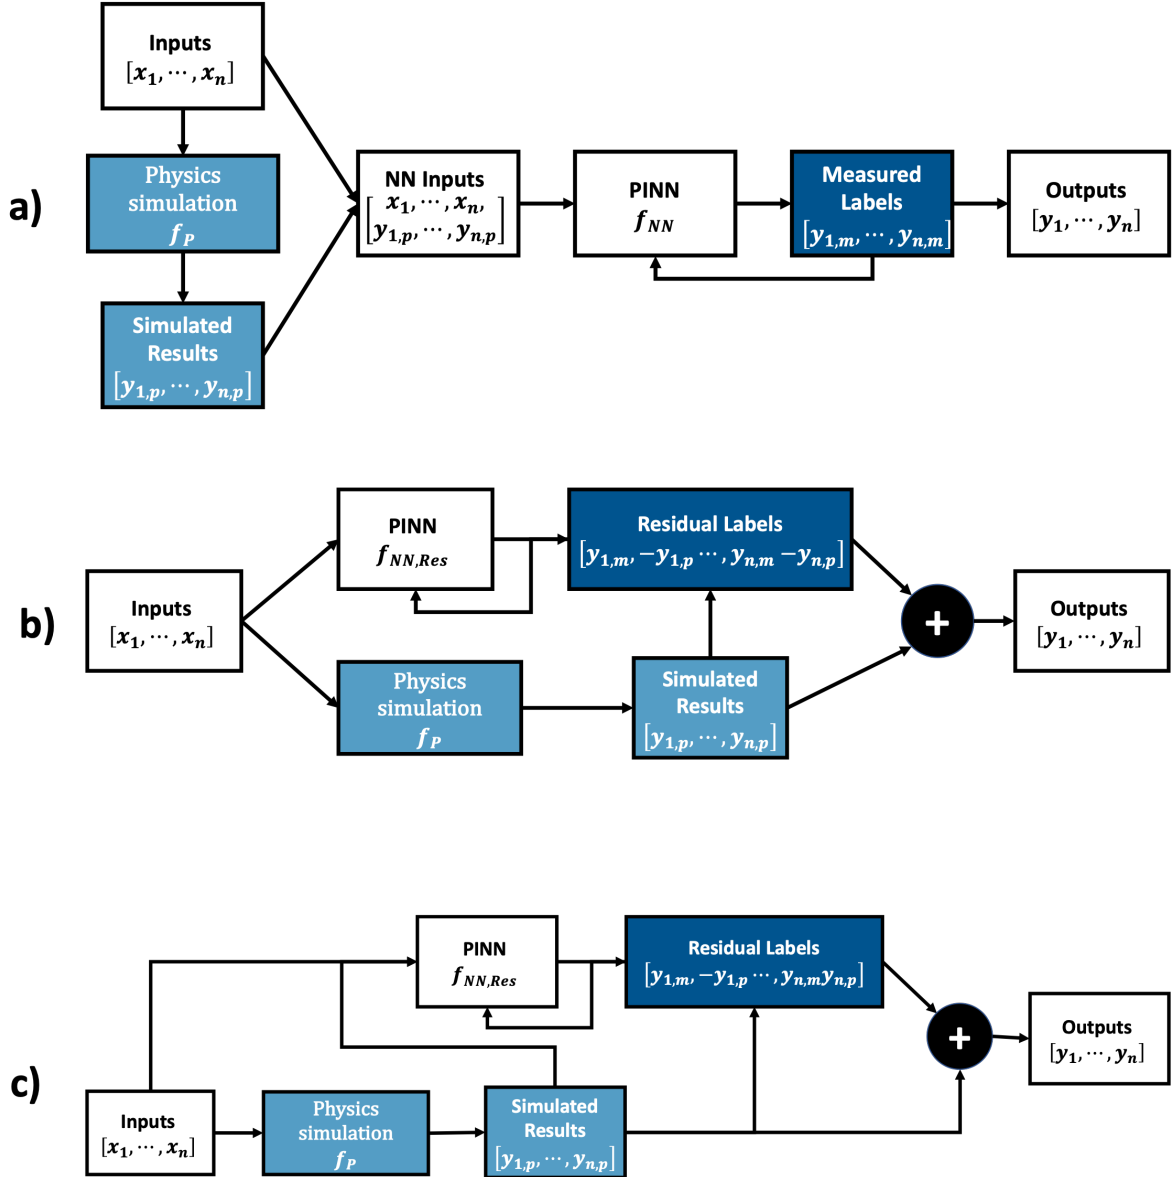 a)
Inputs
[x1, ⋯, xn]
Physics
simulation
fP
Simulated
Results
[y1,p, ⋯, yn,p]
NN Inputs
[x1, ⋯, xn,
y1,p, ⋯, yn,p]
PINN
fNN
Measured
Labels
[y1,m, ⋯, yn,m]
Outputs
[y1, ⋯, yn]
b)
Inputs
[x1, ⋯, xn]
PINN
fNN,Res
Physics
simulation
fP
Residual Labels
[y1,m, −y1,p ⋯, yn,m −yn,p]
Simulated
Results
[y1,p, ⋯, yn,p]
+
Outputs
[y1, ⋯, yn]
c)
Inputs
[x1, ⋯, xn]
Physics
simulation
fP
Simulated
Results
[y1,p, ⋯, yn,p]
PINN
fNN,Res
Residual Labels
[y1,m, −y1,p ⋯, yn,myn,p]
+
Outputs
[y1, ⋯, yn]